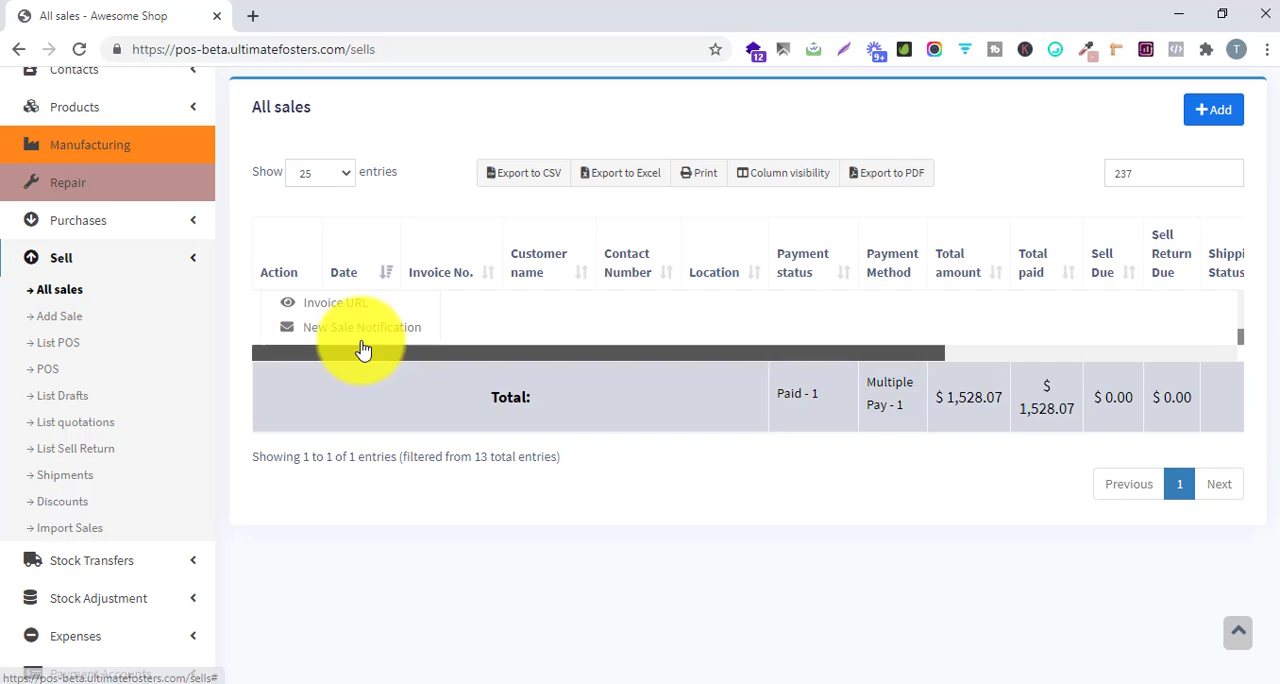 All sales - Awesome Shop
https://pos-beta.ultimatefosters.com/sells
12
9+
T
Contacts
Products
Manufacturing
Repair
Purchases
Sell
All sales
Add Sale
List POS
POS
List Drafts
List quotations
List Sell Return
Shipments
Discounts
Import Sales
Stock Transfers
Stock Adjustment
Expenses
Payment Accounts
https://pos-beta.ultimatefosters.com/sells#
All sales
Add
Show 25 entries
Export to CSV
Export to Excel
Print
Column visibility
Export to PDF
237
Action
Date
Invoice No.
Customer
name
Contact
Number
Location
Payment
status
Payment
Method
Total
amount
Total
paid
Sell
Due
Sell
Return
Due
Shippi
Status
Invoice URL
New Sale Notification
Total:
Paid - 1
Multiple
Pay - 1
$ 1,528.07
$
1,528.07
$ 0.00
$ 0.00
Showing 1 to 1 of 1 entries (filtered from 13 total entries)
Previous
1
Next